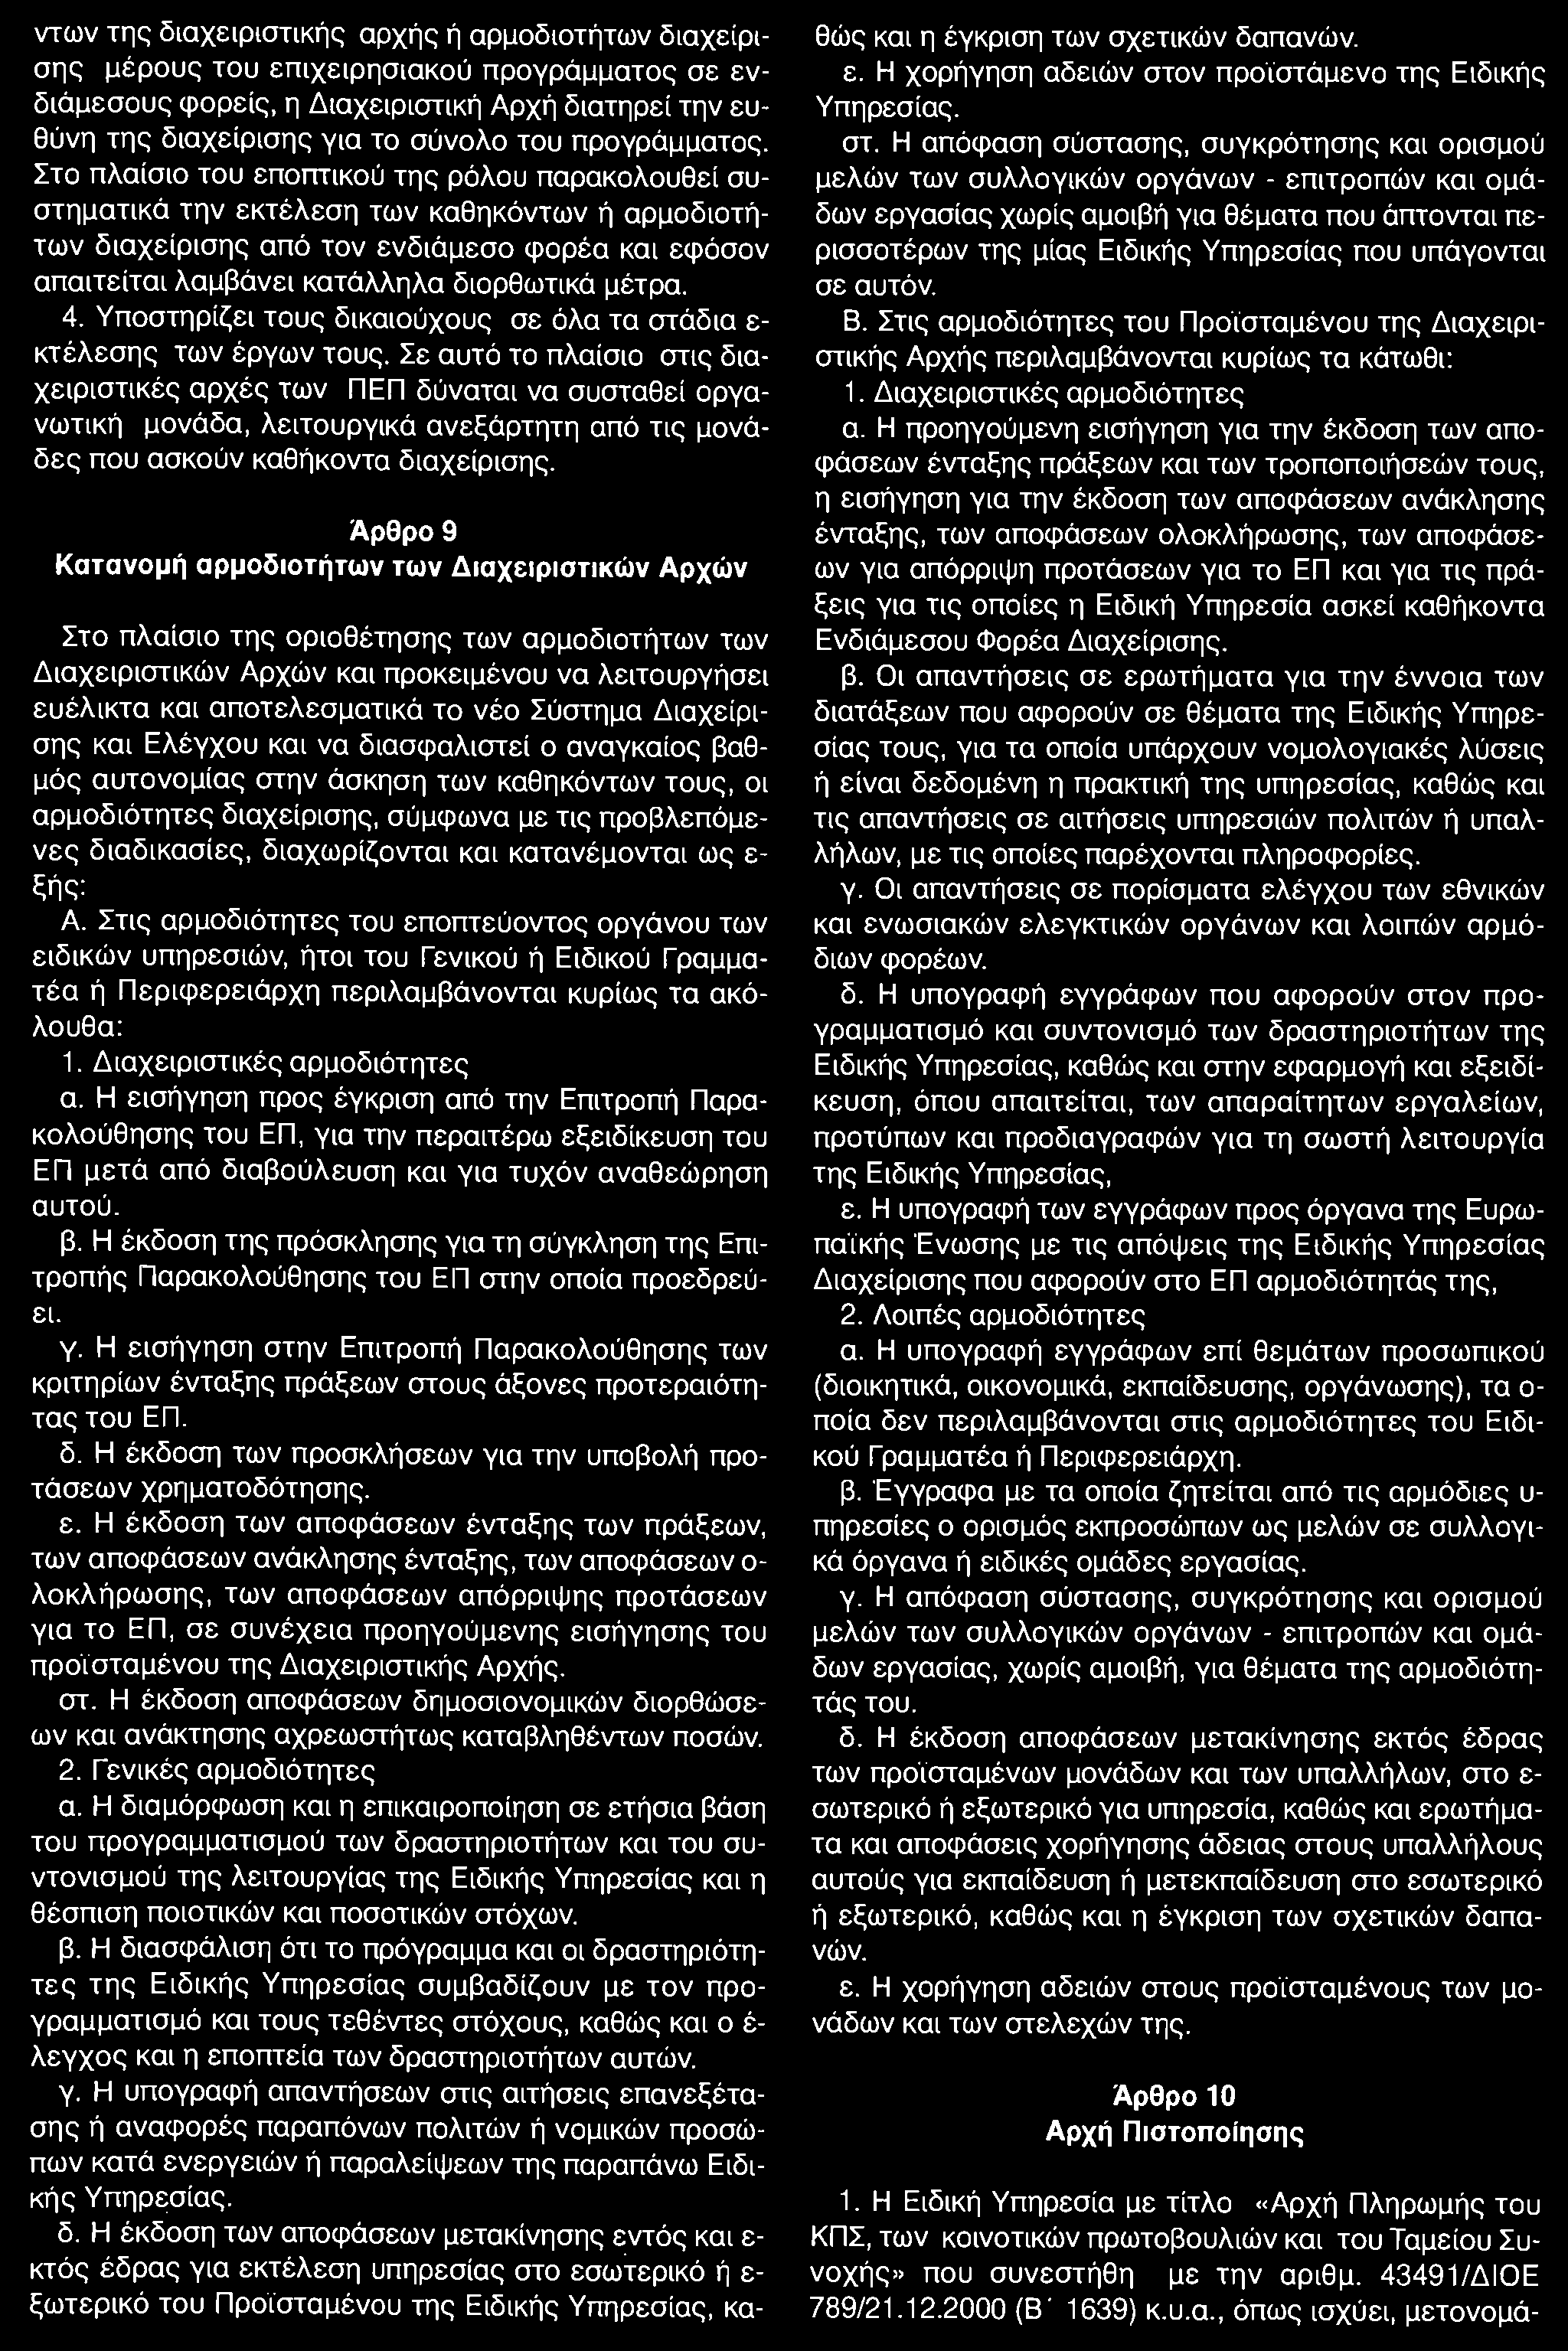 ντων της διαχειριστικής αρχής ή αρμοδιοτήτων διαχείρι-
σης μέρους του επιχειρησιακού προγράμματος σε εν-
διάμεσους φορείς, η Διαχειριστική Αρχή διατηρεί την ευ-
θύνη της διαχείρισης για το σύνολο του προγράμματος.
Στο πλαίσιο του εποπτικού της ρόλου παρακολουθεί συ-
στηματικά την εκτέλεση των καθηκόντων ή αρμοδιοτή-
των διαχείρισης από τον ενδιάμεσο φορέα και εφόσον
απαιτείται λαμβάνει κατάλληλα διορθωτικά μέτρα.
4. Υποστηρίζει τους δικαιούχους σε όλα τα στάδια ε-
κτέλεσης των έργων τους. Σε αυτό το πλαίσιο στις δια-
χειριστικές αρχές των ΠΕΠ δύναται να συσταθεί οργα-
νωτική μονάδα, λειτουργικά ανεξάρτητη από τις μονά-
δες που ασκούν καθήκοντα διαχείρισης.
Άρθρο 9
Κατανομή αρμοδιοτήτων των Διαχειριστικών Αρχών
Στο πλαίσιο της οριοθέτησης των αρμοδιοτήτων των
Διαχειριστικών Αρχών και προκειμένου να λειτουργήσει
ευέλικτα και αποτελεσματικά το νέο Σύστημα Διαχείρι-
σης και Ελέγχου και να διασφαλιστεί ο αναγκαίος βαθ-
μός αυτονομίας στην άσκηση των καθηκόντων τους, οι
αρμοδιότητες διαχείρισης, σύμφωνα με τις προβλεπόμε-
νες διαδικασίες, διαχωρίζονται και κατανέμονται ως ε-
ξής:
Α. Στις αρμοδιότητες του εποπτεύοντος οργάνου των
ειδικών υπηρεσιών, ήτοι του Γενικού ή Ειδικού Γραμμα-
τέα ή Περιφερειάρχη περιλαμβάνονται κυρίως τα ακό-
λουθα:
1. Διαχειριστικές αρμοδιότητες
α. Η εισήγηση προς έγκριση από την Επιτροπή Παρα-
κολούθησης του ΕΠ, για την περαιτέρω εξειδίκευση του
ΕΠ μετά από διαβούλευση και για τυχόν αναθεώρηση
αυτού.
β. Η έκδοση της πρόσκλησης για τη σύγκληση της Επι-
τροπής Παρακολούθησης του ΕΠ στην οποία προεδρεύ-
ει.
γ. Η εισήγηση στην Επιτροπή Παρακολούθησης των
κριτηρίων ένταξης πράξεων στους άξονες προτεραιότη-
τας του ΕΠ.
δ. Η έκδοση των προσκλήσεων για την υποβολή προ-
τάσεων χρηματοδότησης.
ε. Η έκδοση των αποφάσεων ένταξης των πράξεων,
των αποφάσεων ανάκλησης ένταξης, των αποφάσεων ο-
λοκλήρωσης, των αποφάσεων απόρριψης προτάσεων
για το ΕΠ, σε συνέχεια προηγούμενης εισήγησης του
προϊσταμένου της Διαχειριστικής Αρχής.
στ. Η έκδοση αποφάσεων δημοσιονομικών διορθώσε-
ων και ανάκτησης αχρεωστήτως καταβληθέντων ποσών.
2. Γενικές αρμοδιότητες
α. Η διαμόρφωση και η επικαιροποίηση σε ετήσια βάση
του προγραμματισμού των δραστηριοτήτων και του συ-
ντονισμού της λειτουργίας της Ειδικής Υπηρεσίας και η
θέσπιση ποιοτικών και ποσοτικών στόχων.
β. Η διασφάλιση ότι το πρόγραμμα και οι δραστηριότη-
τες της Ειδικής Υπηρεσίας συμβαδίζουν με τον προ-
γραμματισμό και τους τεθέντες στόχους, καθώς και ο έ-
λεγχος και η εποπτεία των δραστηριοτήτων αυτών.
γ. Η υπογραφή απαντήσεων στις αιτήσεις επανεξέτα-
σης ή αναφορές παραπόνων πολιτών ή νομικών προσώ-
πων κατά ενεργειών ή παραλείψεων της παραπάνω Ειδι-
κής Υπηρεσίας.
δ. Η έκδοση των αποφάσεων μετακίνησης εντός και ε-
κτός έδρας για εκτέλεση υπηρεσίας στο εσωτερικό ή ε-
ξωτερικό του Προϊσταμένου της Ειδικής Υπηρεσίας, κα-
θώς και η έγκριση των σχετικών δαπανών.
ε. Η χορήγηση αδειών στον προϊστάμενο της Ειδικής
Υπηρεσίας.
στ. Η απόφαση σύστασης, συγκρότησης και ορισμού
μελών των συλλογικών οργάνων - επιτροπών και ομά-
δων εργασίας χωρίς αμοιβή για θέματα που άπτονται πε-
ρισσοτέρων της μίας Ειδικής Υπηρεσίας που υπάγονται
σε αυτόν.
Β. Στις αρμοδιότητες του Προϊσταμένου της Διαχειρι-
στικής Αρχής περιλαμβάνονται κυρίως τα κάτωθι:
1. Διαχειριστικές αρμοδιότητες
α. Η προηγούμενη εισήγηση για την έκδοση των απο-
φάσεων ένταξης πράξεων και των τροποποιήσεών τους,
η εισήγηση για την έκδοση των αποφάσεων ανάκλησης
ένταξης, των αποφάσεων ολοκλήρωσης, των αποφάσε-
ων για απόρριψη προτάσεων για το ΕΠ και για τις πρά-
ξεις για τις οποίες η Ειδική Υπηρεσία ασκεί καθήκοντα
Ενδιάμεσου Φορέα Διαχείρισης.
β. Οι απαντήσεις σε ερωτήματα για την έννοια των
διατάξεων που αφορούν σε θέματα της Ειδικής Υπηρε-
σίας τους, για τα οποία υπάρχουν νομολογιακές λύσεις
ή είναι δεδομένη η πρακτική της υπηρεσίας, καθώς και
τις απαντήσεις σε αιτήσεις υπηρεσιών πολιτών ή υπαλ-
λήλων, με τις οποίες παρέχονται πληροφορίες.
γ. Οι απαντήσεις σε πορίσματα ελέγχου των εθνικών
και ενωσιακών ελεγκτικών οργάνων και λοιπών αρμό-
διων φορέων.
δ. Η υπογραφή εγγράφων που αφορούν στον προ-
γραμματισμό και συντονισμό των δραστηριοτήτων της
Ειδικής Υπηρεσίας, καθώς και στην εφαρμογή και εξειδί-
κευση, όπου απαιτείται, των απαραίτητων εργαλείων,
προτύπων και προδιαγραφών για τη σωστή λειτουργία
της Ειδικής Υπηρεσίας,
ε. Η υπογραφή των εγγράφων προς όργανα της Ευρω-
παϊκής Ένωσης με τις απόψεις της Ειδικής Υπηρεσίας
Διαχείρισης που αφορούν στο ΕΠ αρμοδιότητάς της,
2. Λοιπές αρμοδιότητες
α. Η υπογραφή εγγράφων επί θεμάτων προσωπικού
(διοικητικά, οικονομικά, εκπαίδευσης, οργάνωσης), τα ο-
ποία δεν περιλαμβάνονται στις αρμοδιότητες του Ειδι-
κού Γραμματέα ή Περιφερειάρχη.
β. Έγγραφα με τα οποία ζητείται από τις αρμόδιες υ-
πηρεσίες ο ορισμός εκπροσώπων ως μελών σε συλλογι-
κά όργανα ή ειδικές ομάδες εργασίας.
γ. Η απόφαση σύστασης, συγκρότησης και ορισμού
μελών των συλλογικών οργάνων - επιτροπών και ομά-
δων εργασίας, χωρίς αμοιβή, για θέματα της αρμοδιότη-
τάς του.
δ. Η έκδοση αποφάσεων μετακίνησης εκτός έδρας
των προϊσταμένων μονάδων και των υπαλλήλων, στο ε-
σωτερικό ή εξωτερικό για υπηρεσία, καθώς και ερωτήμα-
τα και αποφάσεις χορήγησης άδειας στους υπαλλήλους
αυτούς για εκπαίδευση ή μετεκπαίδευση στο εσωτερικό
ή εξωτερικό, καθώς και η έγκριση των σχετικών δαπα-
νών.
ε. Η χορήγηση αδειών στους προϊσταμένους των μο-
νάδων και των στελεχών της.
Άρθρο 10
Αρχή Πιστοποίησης
1. Η Ειδική Υπηρεσία με τίτλο «Αρχή Πληρωμής του
ΚΠΣ, των κοινοτικών πρωτοβουλιών και του Ταμείου Συ-
νοχής» που συνεστήθη με την αριθμ. 43491/ΔΙΟΕ
789/21.12.2000 (Β΄ 1639) κ.υ.α., όπως ισχύει, μετονομά-